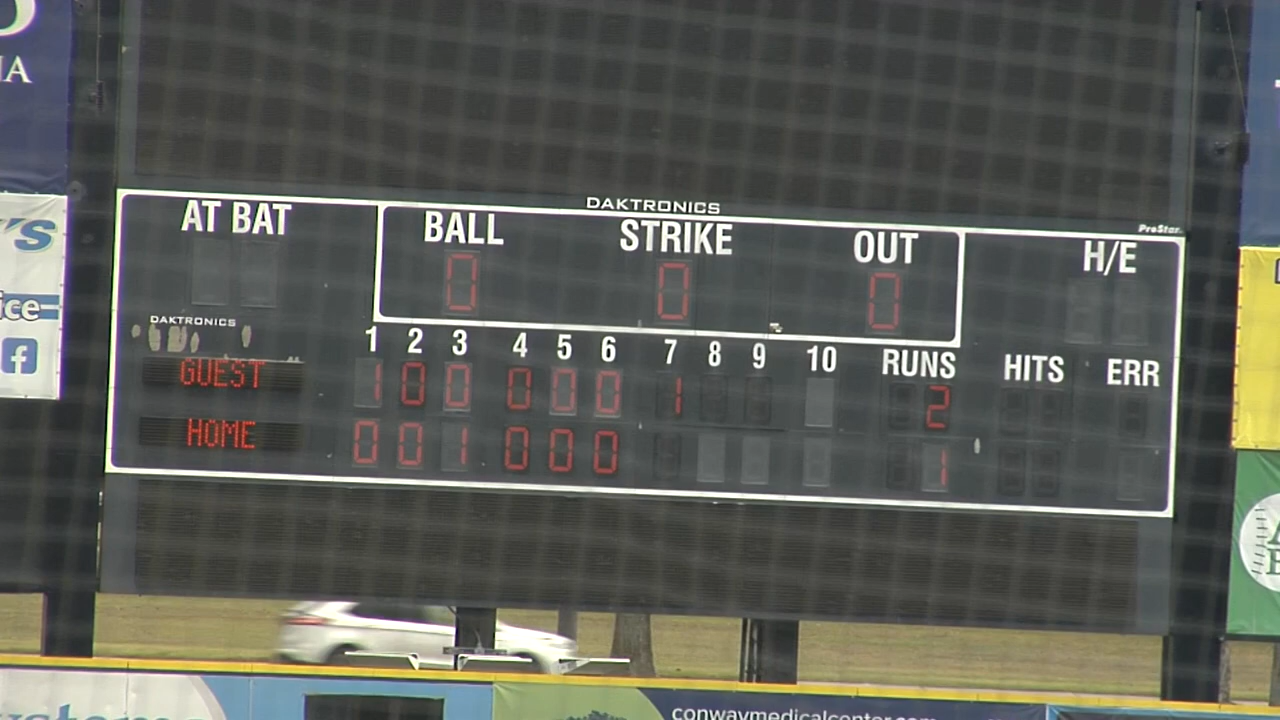 IA
'S
ice
f
DAKTRONICS
ProStar
AT BAT BALL STRIKE OUT H/E
0 0 0
DAKTRONICS
1 2 3 4 5 6 7 8 9 10 RUNS HITS ERR
GUEST 1 0 0 0 0 0 1 2
HOME 0 0 1 0 0 0 1
conwaymedicalcenter.com